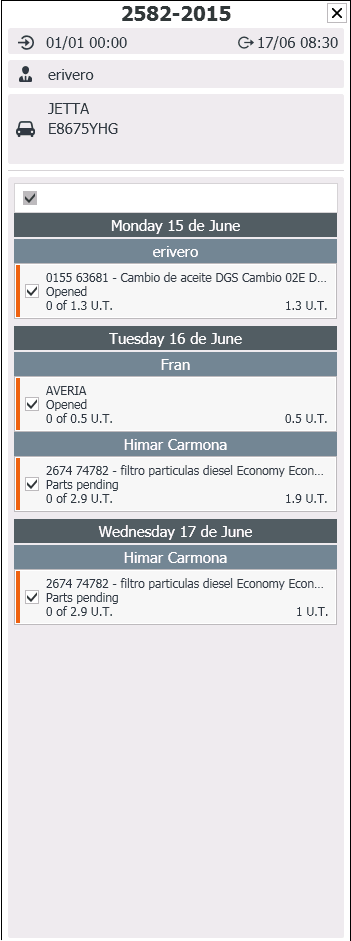 2582-2015
01/01 00:00 17/06 08:30
erivero
JETTA
E8675YHG
Monday 15 de June
erivero
0155 63681 - Cambio de aceite DGS Cambio 02E D...
Opened
0 of 1.3 U.T. 1.3 U.T.
Tuesday 16 de June
Fran
AVERIA
Opened
0 of 0.5 U.T. 0.5 U.T.
Himar Carmona
2674 74782 - filtro particulas diesel Economy Econ...
Parts pending
0 of 2.9 U.T. 1.9 U.T.
Wednesday 17 de June
Himar Carmona
2674 74782 - filtro particulas diesel Economy Econ...
Parts pending
0 of 2.9 U.T. 1 U.T.